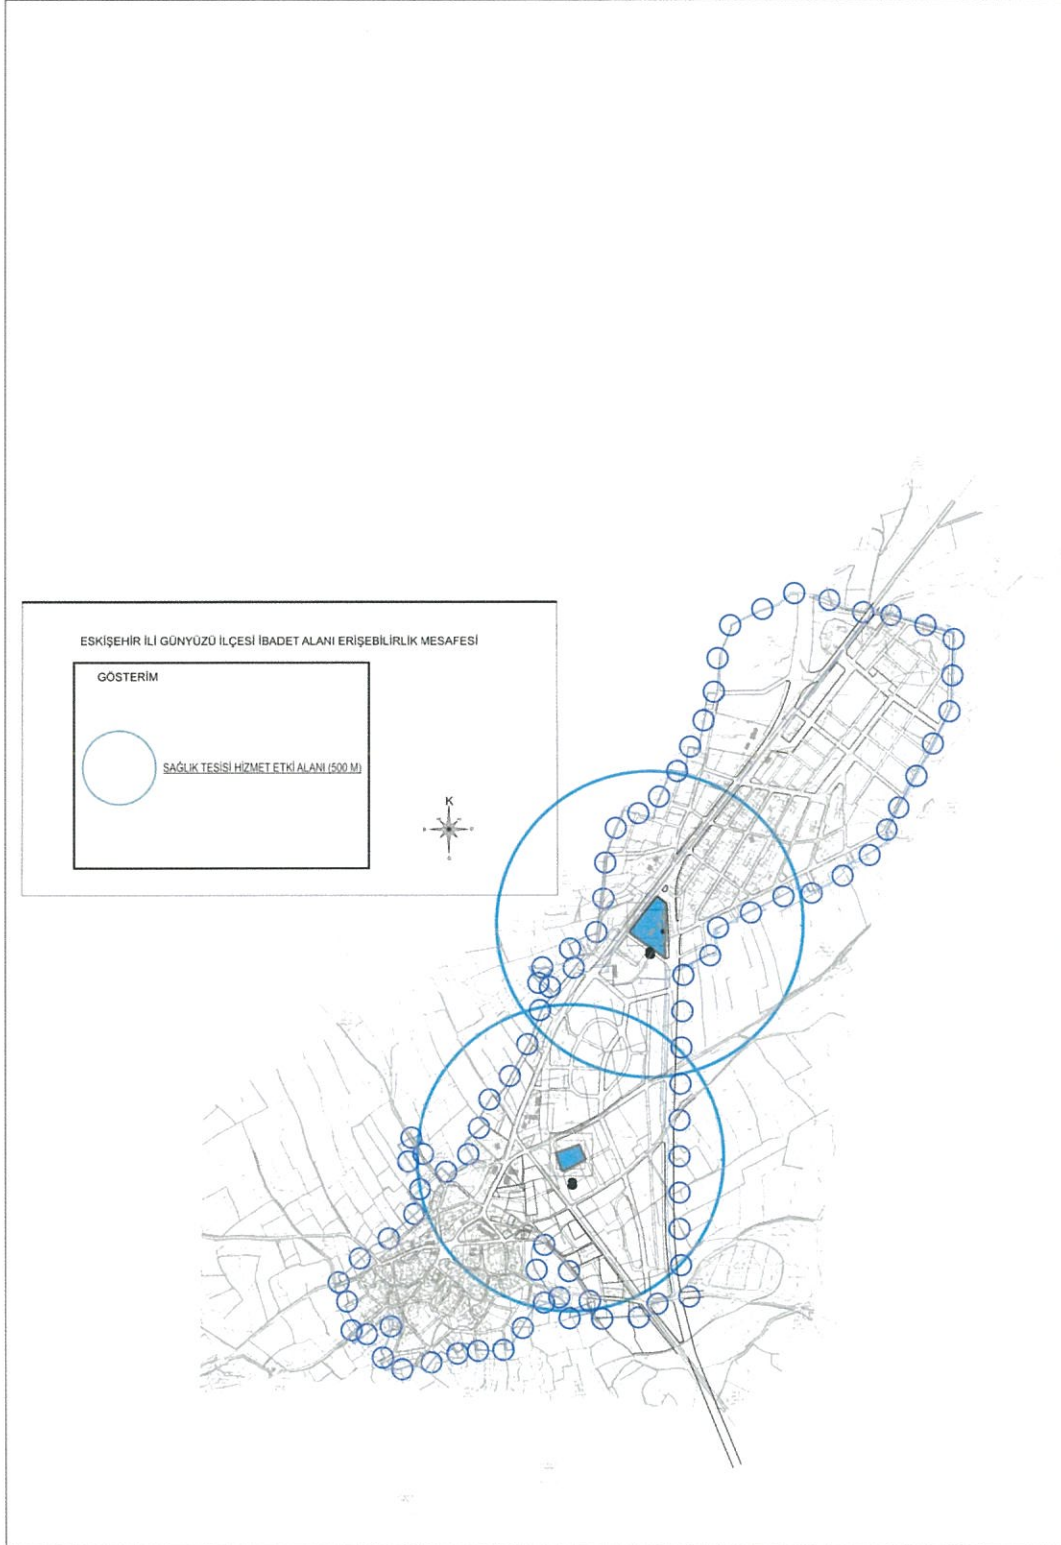 ESKİŞEHİR İLİ GÜNYÜZÜ İLÇESİ İBADET ALANI ERİŞEBİLİRLİK MESAFESİ
GÖSTERİM
SAĞLIK TESİSİ HİZMET ETKİ ALANI (500 M)
K